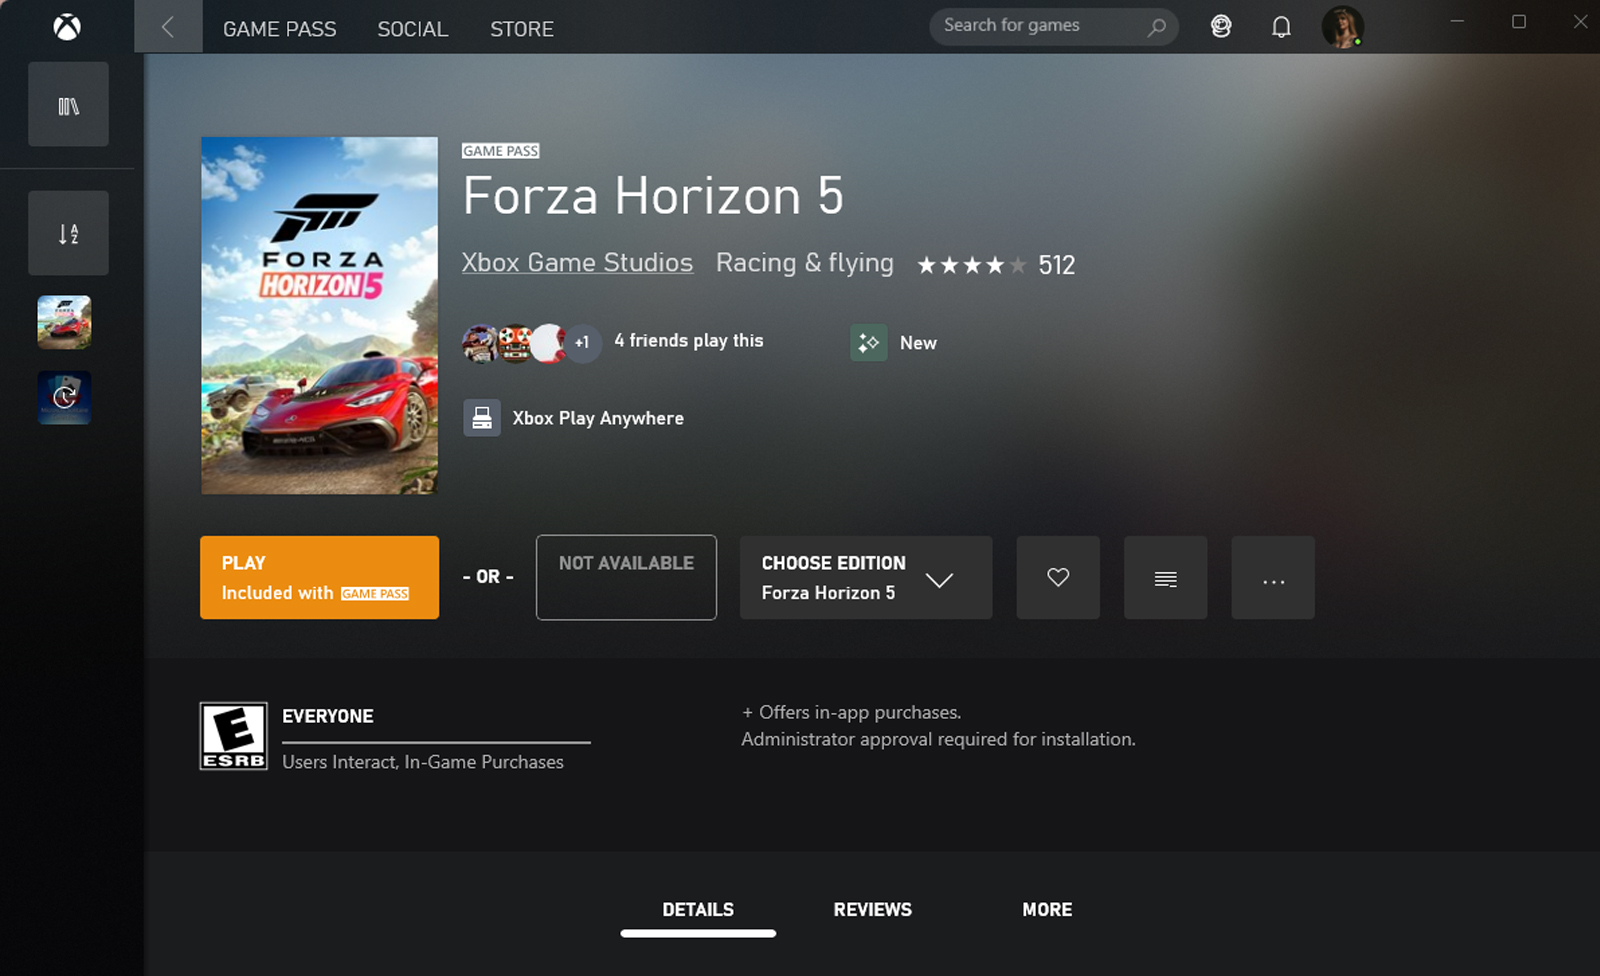 GAME PASS
SOCIAL
STORE
Search for games
GAME PASS
Forza Horizon 5
FORZA
HORIZON 5
Xbox Game Studios
Racing & flying
512
+1
4 friends play this
New
Xbox Play Anywhere
A
Z
PLAY
Included with GAME PASS
- OR -
NOT AVAILABLE
CHOOSE EDITION
Forza Horizon 5
...
E
ESRB
EVERYONE
Users Interact, In-Game Purchases
+ Offers in-app purchases.
Administrator approval required for installation.
DETAILS
REVIEWS
MORE